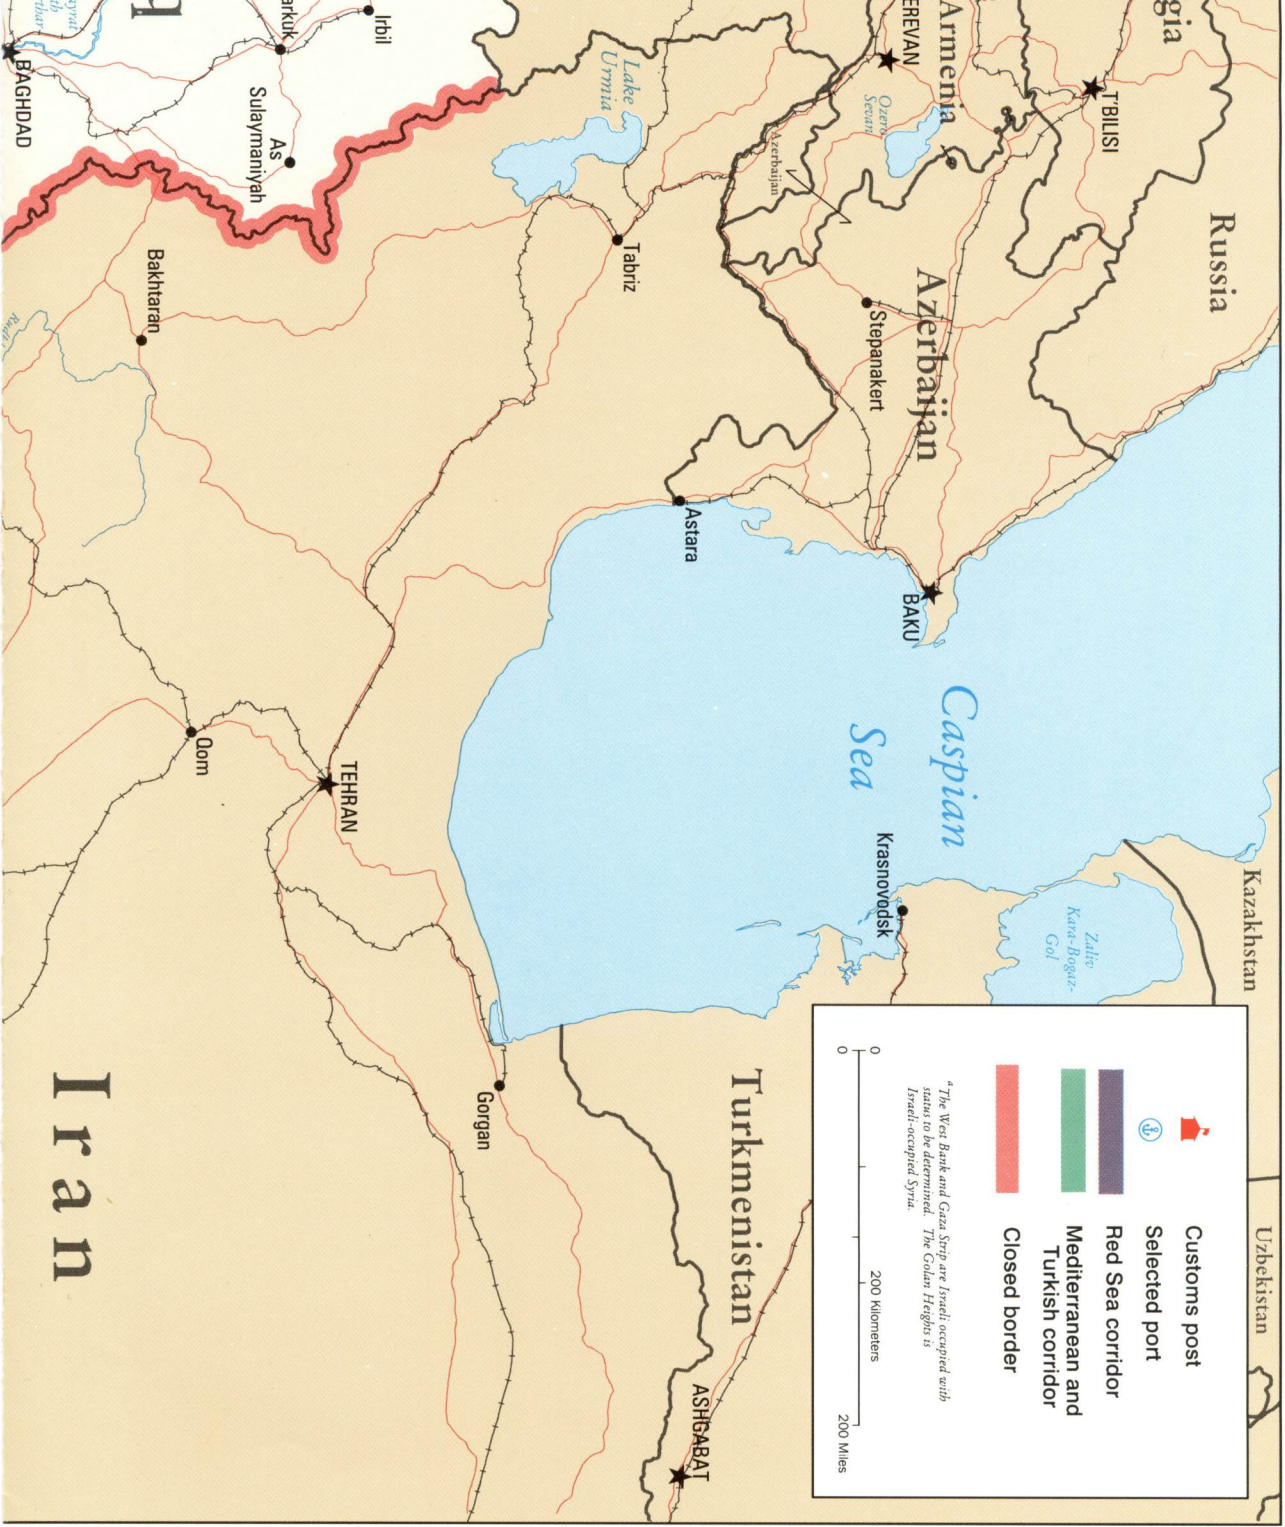 Russia
Kazakhstan
Uzbekistan
gia
T'BILISI
Armenia
EREVAN
Ozero
Sevan
Azerbaijan
Azerbaijan
Stepanakert
BAKU
Caspian
Sea
Krasnovodsk
Zaliv
Kara-Bogaz-
Gol
Customs post
Selected port
Red Sea corridor
Mediterranean and
Turkish corridor
Closed border
a The West Bank and Gaza Strip are Israeli occupied with
status to be determined. The Golan Heights is
Israeli-occupied Syria.
0
200 Kilometers
0
200 Miles
Turkmenistan
ASHGABAT
Astara
Lake
Urmia
Tabriz
Irbil
arkuk
As
Sulaymaniyah
BAGHDAD
q
Bakhtaran
TEHRAN
Qom
Gorgan
Iran